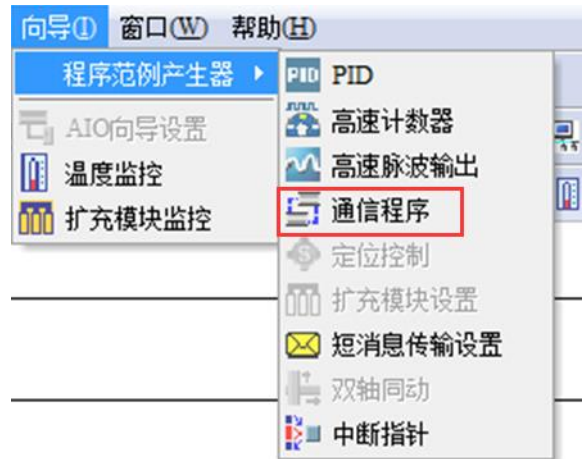 向导(I) 窗口(W) 帮助(H)
程序范例产生器
AIO向导设置
温度监控
扩充模块监控
PID PID
高速计数器
高速脉波输出
通信程序
定位控制
扩充模块设置
短消息传输设置
双轴同动
中断指针